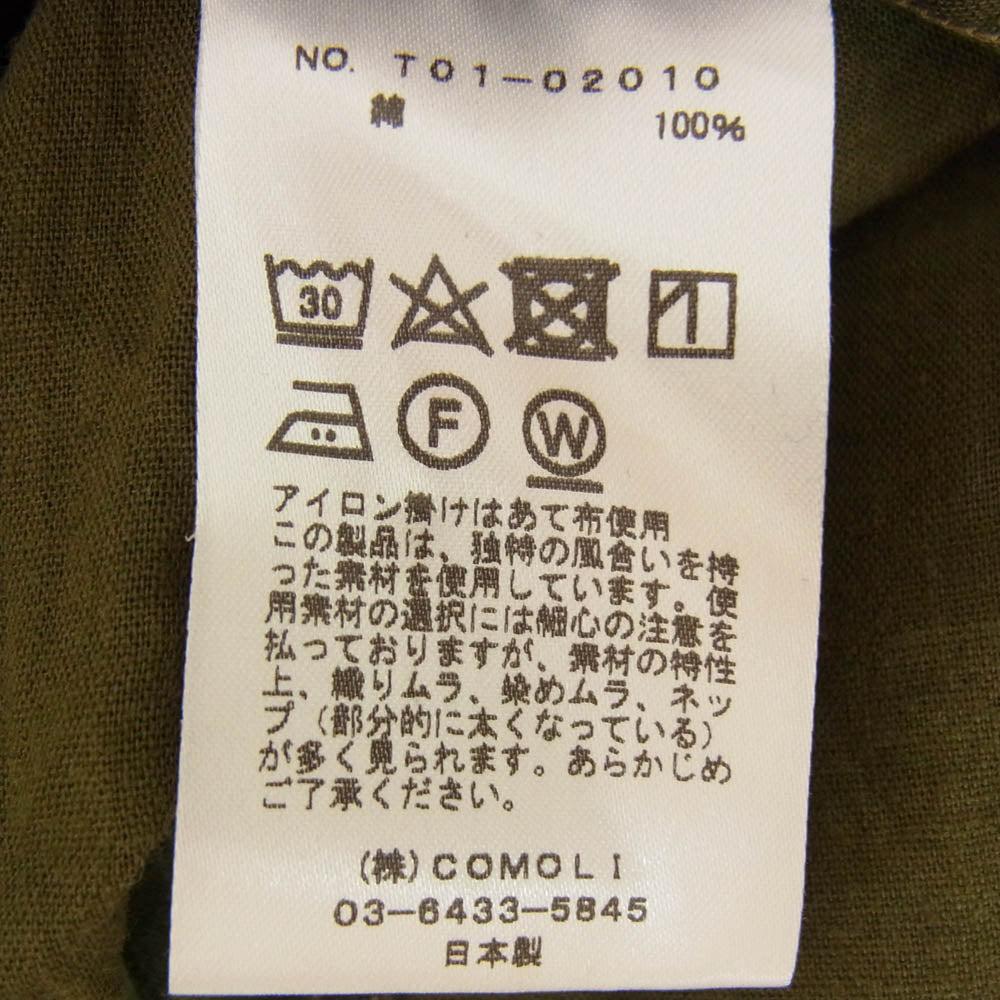 NO. T01-02010
綿 100%
30
F W
アイロン掛けはあて布使用
この製品は、独特の風合いを持
った素材を使用しています。使
用素材の選択には細心の注意を
払っておりますが、素材の特性
上、織りムラ、染めムラ、ネッ
プ（部分的に太くなっている）
が多く見られます。あらかじめ
ご了承ください。
(株)COMOLI
03-6433-5845
日本製